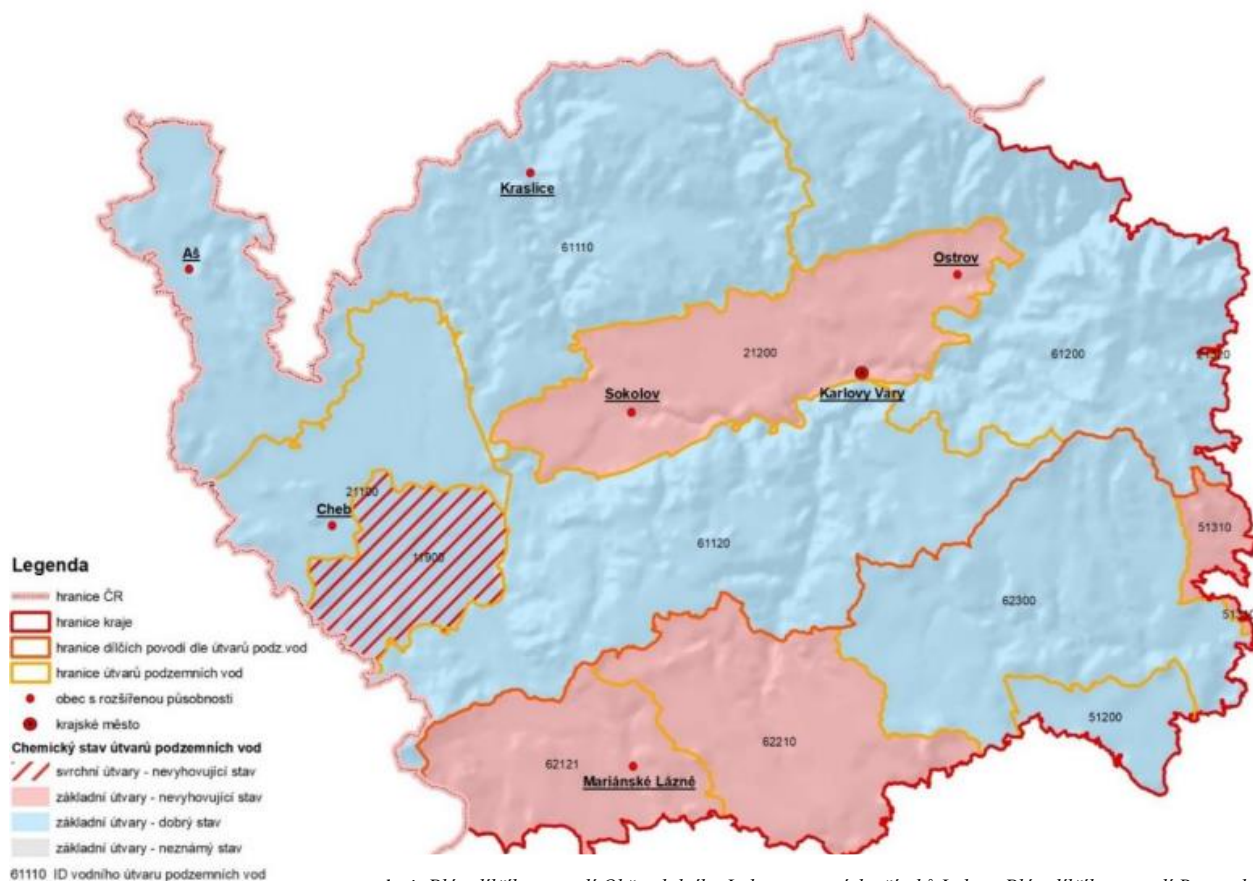 Kraslice
61110
Aš
Ostrov
21200
61200
Karlovy Vary
Sokolov
21100
Cheb
11900
61120
51310
62300
51200
62210
62121
Mariánské Lázně
Legenda
hranice ČR
hranice kraje
hranice dílčích povodí dle útvarů podz.vod
hranice útvarů podzemních vod
obec s rozšířenou působností
krajské město
Chemický stav útvarů podzemních vod
svrchní útvary - nevyhovující stav
základní útvary - nevyhovující stav
základní útvary - dobrý stav
základní útvary - neznámý stav
61110 ID vodního útvaru podzemních vod